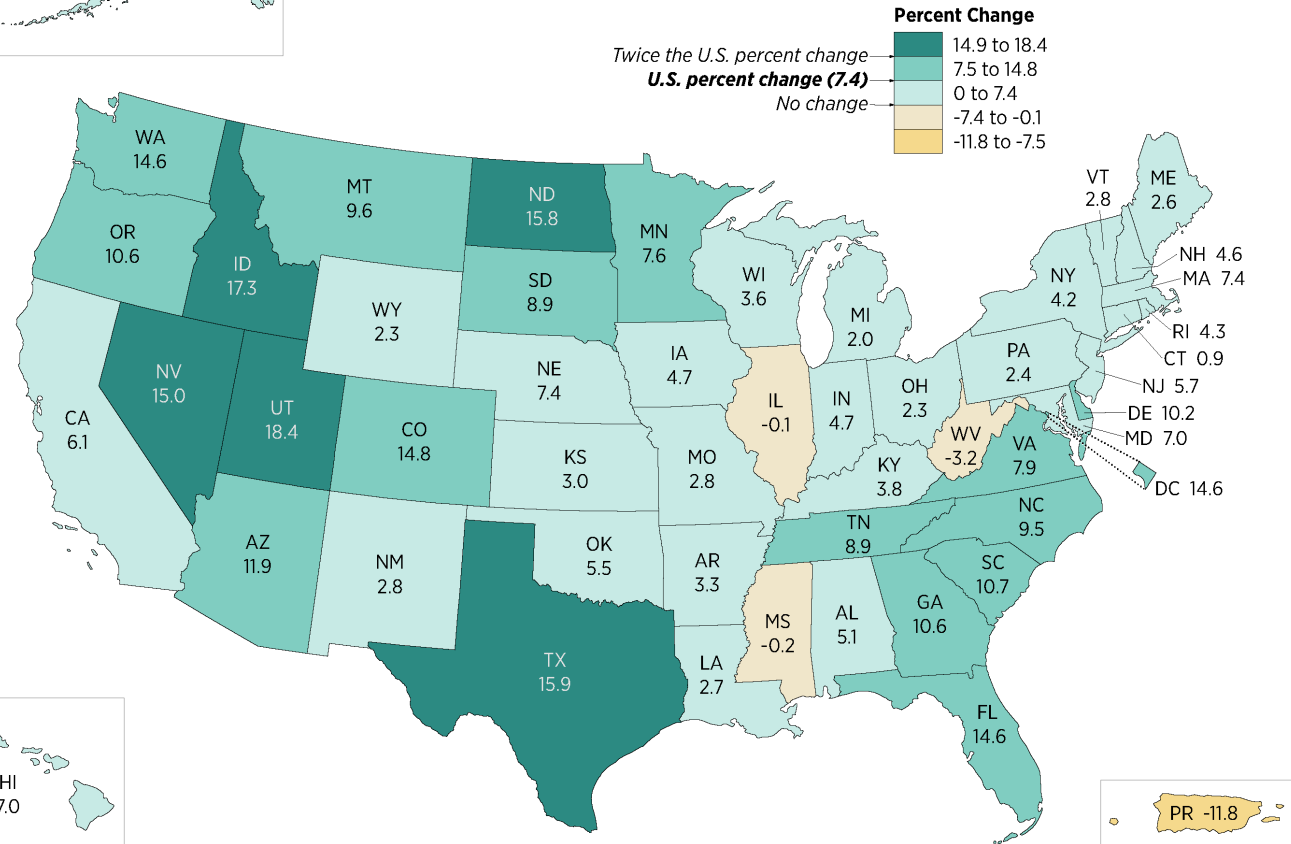 Percent Change
Twice the U.S. percent change
U.S. percent change (7.4)
No change
14.9 to 18.4
7.5 to 14.8
0 to 7.4
-7.4 to -0.1
-11.8 to -7.5
WA
14.6
OR
10.6
CA
6.1
NV
15.0
ID
17.3
MT
9.6
WY
2.3
UT
18.4
CO
14.8
AZ
11.9
NM
2.8
ND
15.8
SD
8.9
NE
7.4
KS
3.0
OK
5.5
TX
15.9
MN
7.6
IA
4.7
MO
2.8
AR
3.3
LA
2.7
WI
3.6
IL
-0.1
MI
2.0
IN
4.7
OH
2.3
KY
3.8
TN
8.9
MS
-0.2
AL
5.1
GA
10.6
FL
14.6
SC
10.7
NC
9.5
VA
7.9
WV
-3.2
PA
2.4
NY
4.2
VT
2.8
ME
2.6
NH 4.6
MA 7.4
RI 4.3
CT 0.9
NJ 5.7
DE 10.2
MD 7.0
DC 14.6
HI
7.0
PR -11.8